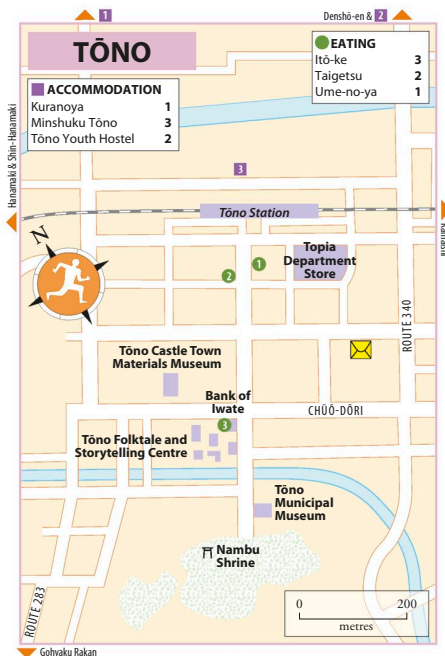 1
Denshō-en & 2
TŌNO
EATING
Itō-ke 3
Taigetsu 2
Ume-no-ya 1
ACCOMMODATION
Kuranoya 1
Minshuku Tōno 3
Tōno Youth Hostel 2
Hanamaki & Shin-Hanamaki
3
Tōno Station
Kamaishi
N
1
2
Topia
Department
Store
ROUTE 340
Tōno Castle Town
Materials Museum
Bank of
Iwate
CHŪŌ-DŌRI
3
Tōno Folktale and
Storytelling Centre
Tōno
Municipal
Museum
Nambu
Shrine
ROUTE 283
0 200
metres
Gohyaku Rakan